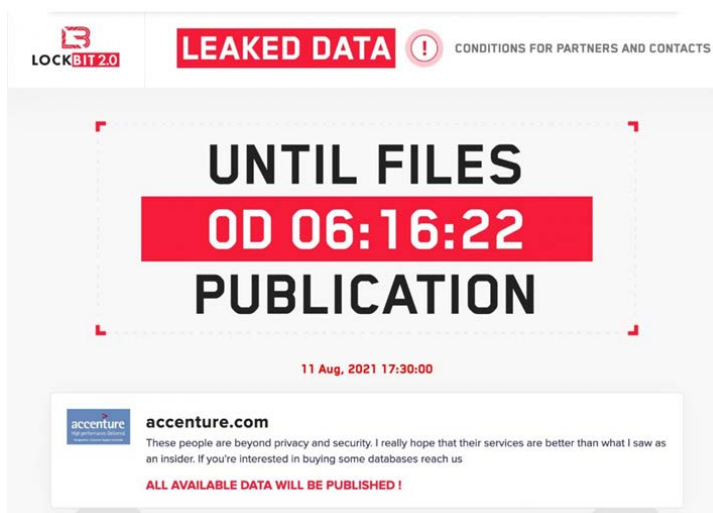 LOCKBIT 2.0
LEAKED DATA
!
CONDITIONS FOR PARTNERS AND CONTACTS
UNTIL FILES
0D 06:16:22
PUBLICATION
11 Aug, 2021 17:30:00
accenture
High performance. Delivered.
accenture.com
These people are beyond privacy and security. I really hope that their services are better than what I saw as
an insider. If you're interested in buying some databases reach us
ALL AVAILABLE DATA WILL BE PUBLISHED !